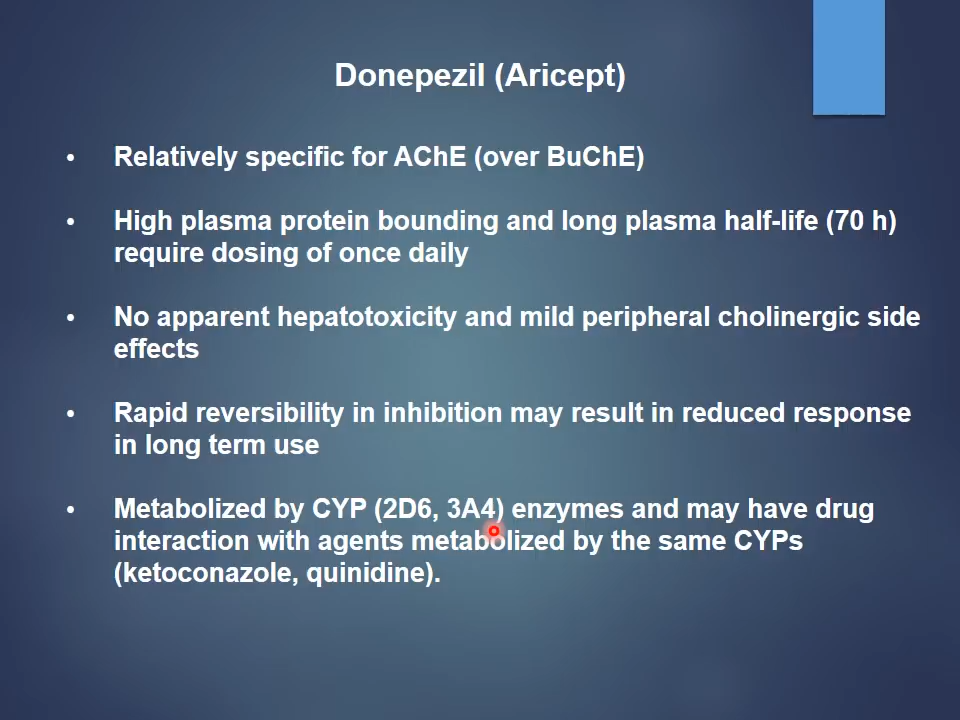 Donepezil (Aricept)
• Relatively specific for AChE (over BuChE)
• High plasma protein bounding and long plasma half-life (70 h)
require dosing of once daily
• No apparent hepatotoxicity and mild peripheral cholinergic side
effects
• Rapid reversibility in inhibition may result in reduced response
in long term use
• Metabolized by CYP (2D6, 3A4) enzymes and may have drug
interaction with agents metabolized by the same CYPs
(ketoconazole, quinidine).